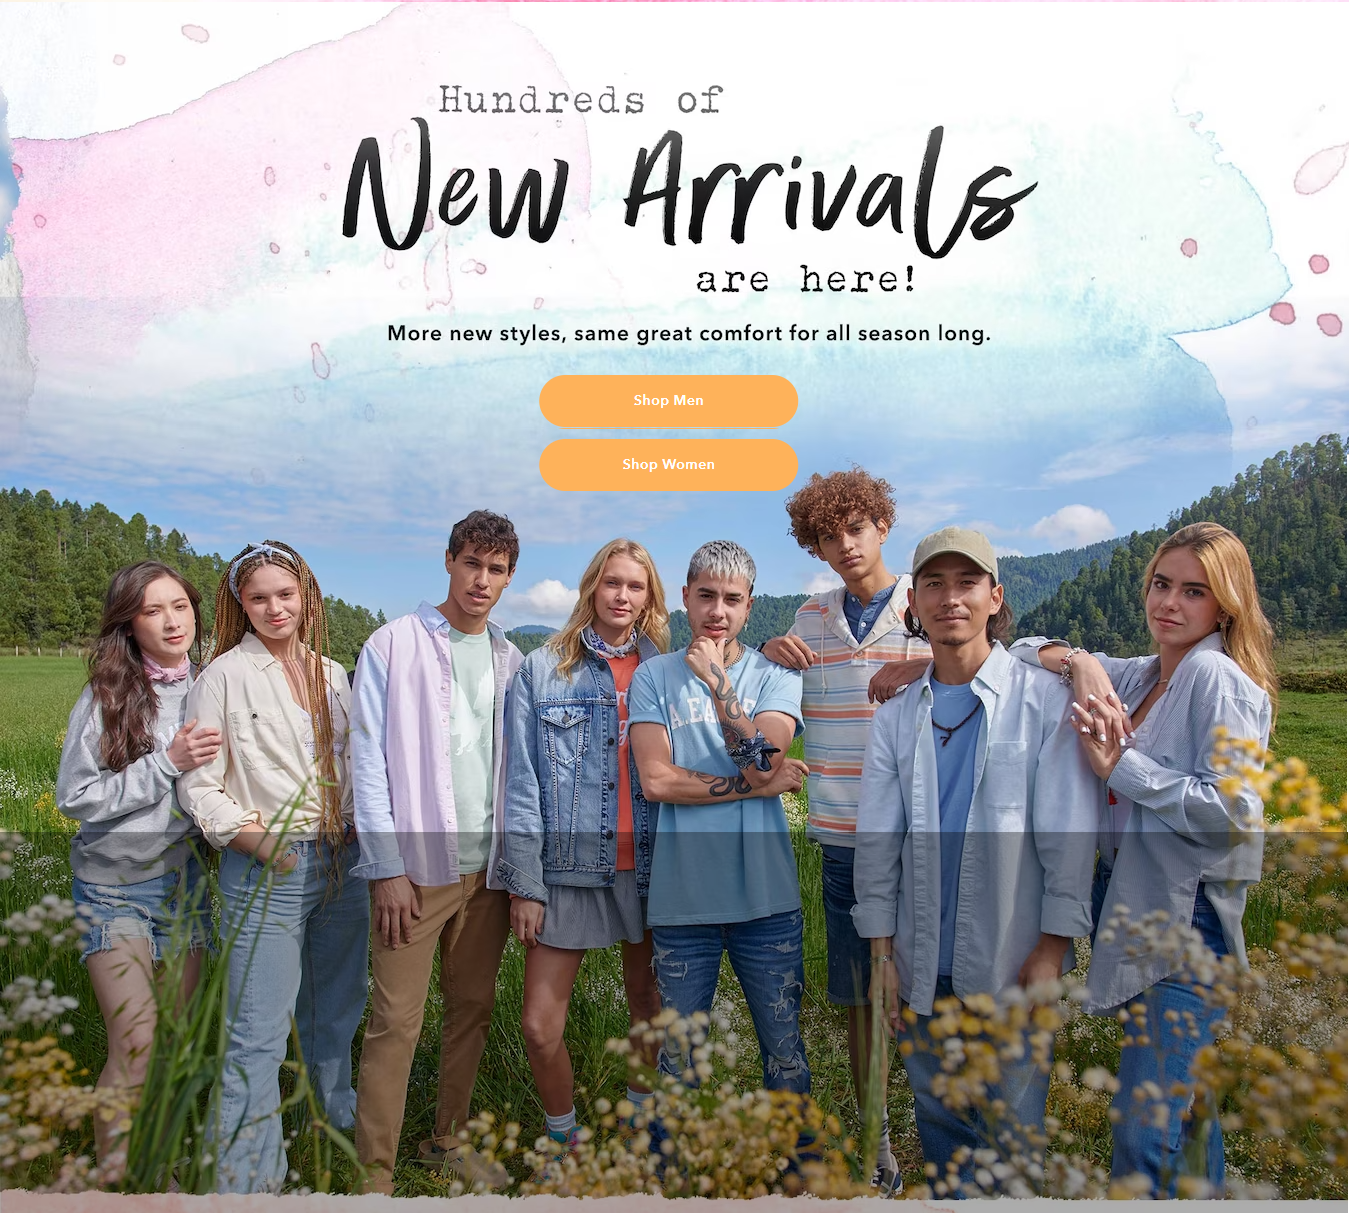 Hundreds of
New Arrivals
are here!
More new styles, same great comfort for all season long.
Shop Men
Shop Women